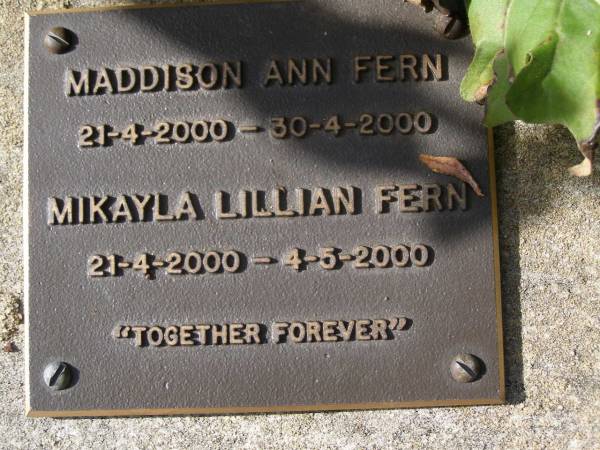 MADDISON ANN FERN
21-4-2000 - 30-4-2000
MIKAYLA LILLIAN FERN
21-4-2000 - 4-5-2000
"TOGETHER FOREVER"